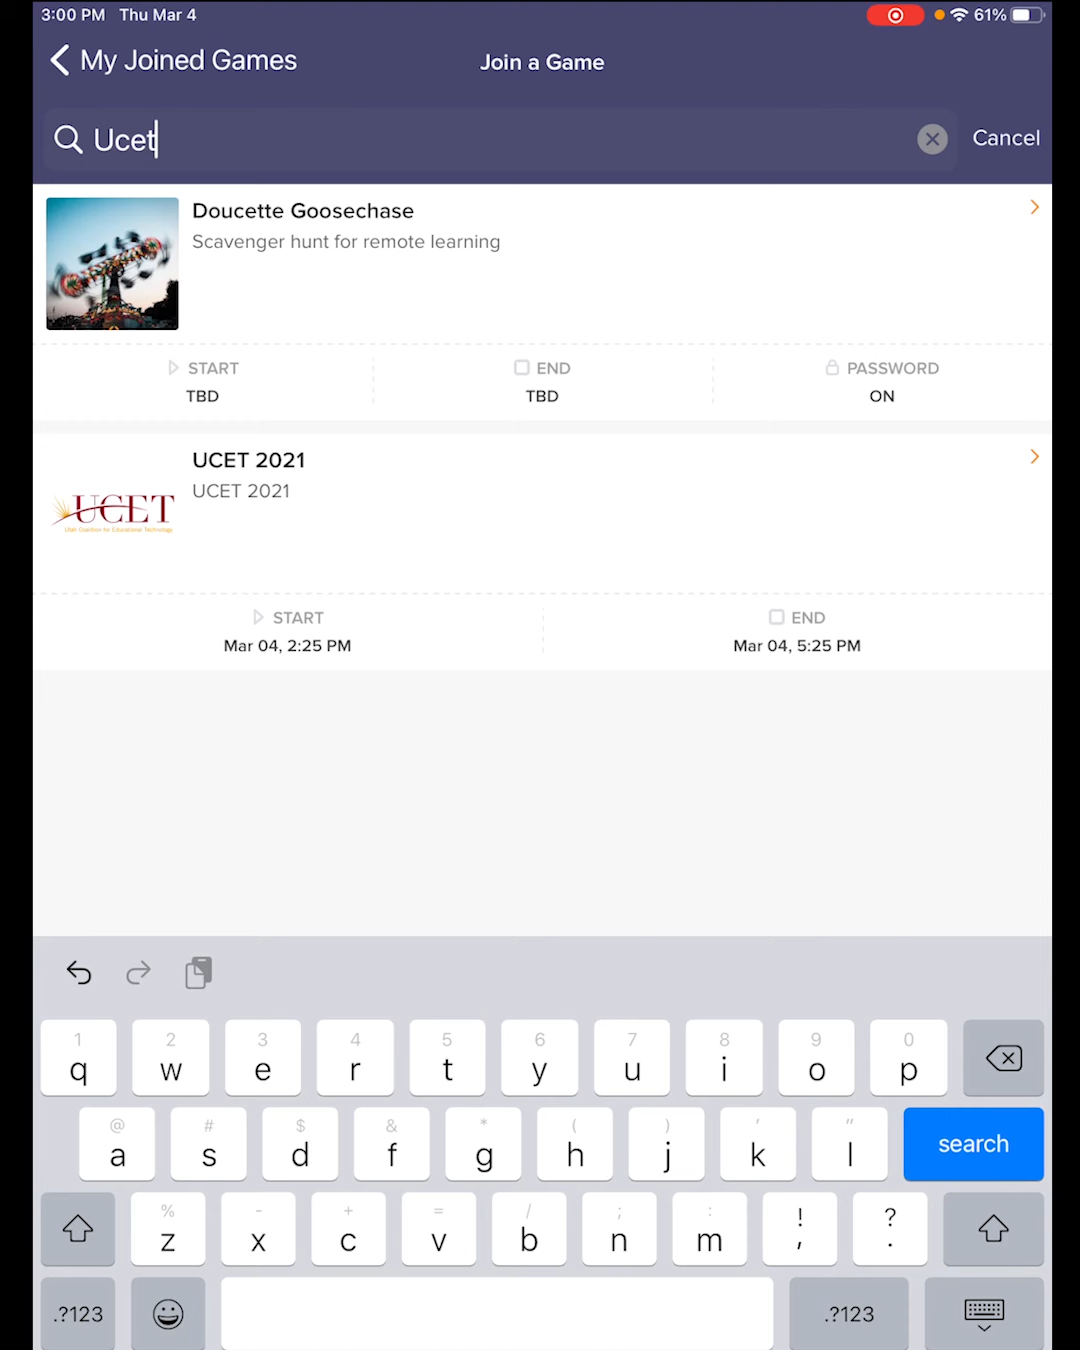 3:00 PM Thu Mar 4 61%
My Joined Games Join a Game
Ucet Cancel
Doucette Goosechase
Scavenger hunt for remote learning
START END PASSWORD
TBD TBD ON
UCET 2021
UCET 2021
UCET
Utah Coalition for Educational Technology
START END
Mar 04, 2:25 PM Mar 04, 5:25 PM
1 2 3 4 5 6 7 8 9 0
q w e r t y u i o p
@ # $ & * ( ) ' "
a s d f g h j k l search
% - + = / ; : ! ?
z x c v b n m , .
.?123 .?123